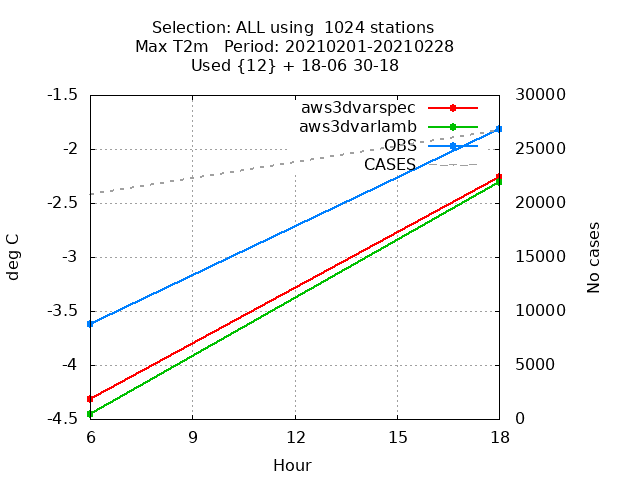 Selection: ALL using  1024 stations
Max T2m   Period: 20210201-20210228
Used {12} + 18-06 30-18
-1.5
-2
-2.5
-3
-3.5
-4
-4.5
30000
25000
20000
15000
10000
5000
0
aws3dvarspec
aws3dvarlamb
OBS
CASES
deg C
No cases
6
9
12
15
18
Hour